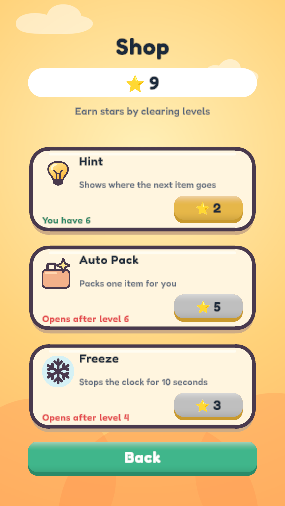 Shop
9
Earn stars by clearing levels
Hint
Shows where the next item goes
2
You have 6
Auto Pack
Packs one item for you
5
Opens after level 6
Freeze
Stops the clock for 10 seconds
3
Opens after level 4
Back